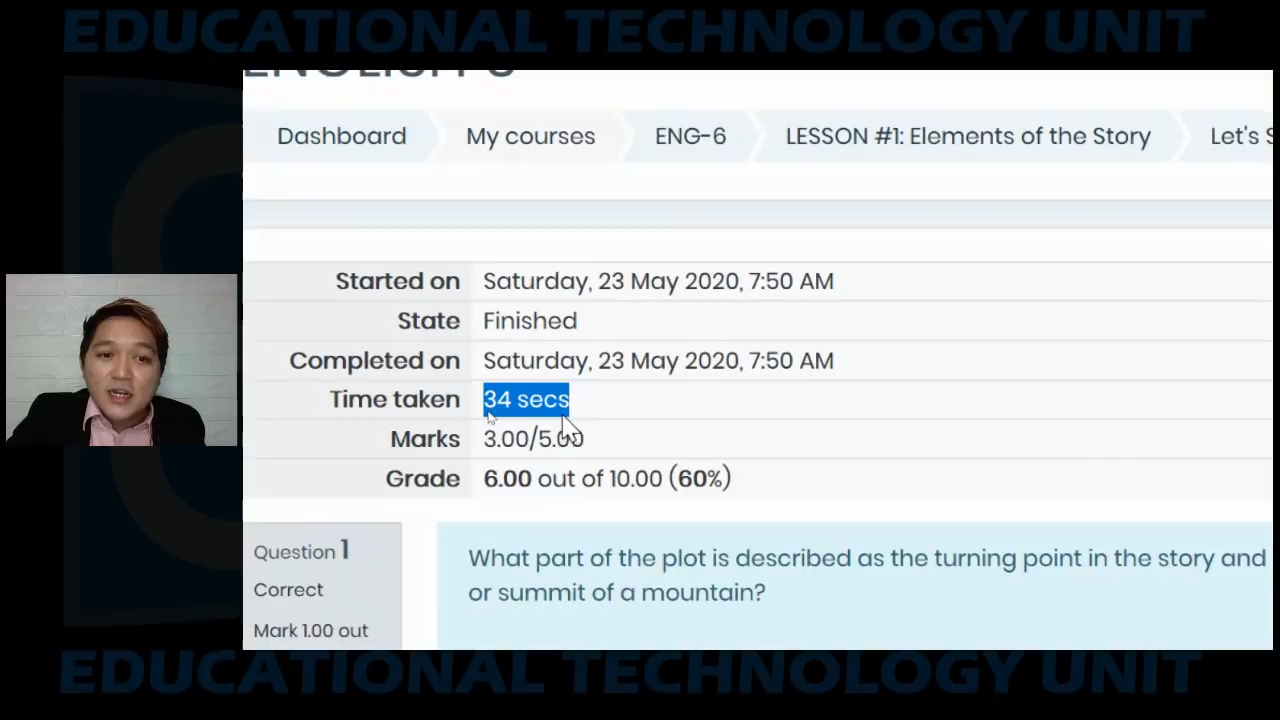 EDUCATIONAL TECHNOLOGY UNIT
Dashboard My courses ENG-6 LESSON #1: Elements of the Story Let's S
Started on Saturday, 23 May 2020, 7:50 AM
State Finished
Completed on Saturday, 23 May 2020, 7:50 AM
Time taken 34 secs
Marks 3.00/5.00
Grade 6.00 out of 10.00 (60%)
Question 1
Correct
Mark 1.00 out
What part of the plot is described as the turning point in the story and
or summit of a mountain?
EDUCATIONAL TECHNOLOGY UNIT